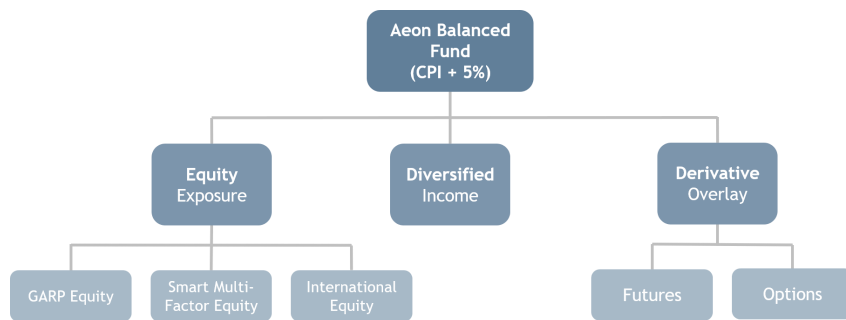 Aeon Balanced
Fund
(CPI + 5%)
Equity
Exposure
Diversified
Income
Derivative
Overlay
GARP Equity
Smart Multi-
Factor Equity
International
Equity
Futures
Options